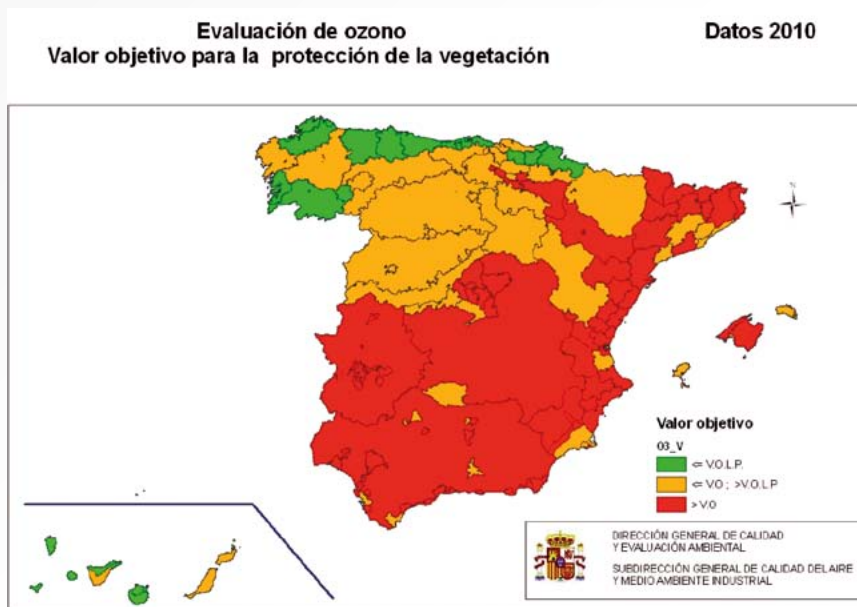 Evaluación de ozono
Valor objetivo para la protección de la vegetación
Datos 2010
N
Valor objetivo
O3_V
<= V.O.L.P.
<= V.O ; >V.O.L.P
> V.O
DIRECCIÓN GENERAL DE CALIDAD
Y EVALUACIÓN AMBIENTAL
SUBDIRECCIÓN GENERAL DE CALIDAD DEL AIRE
Y MEDIO AMBIENTE INDUSTRIAL